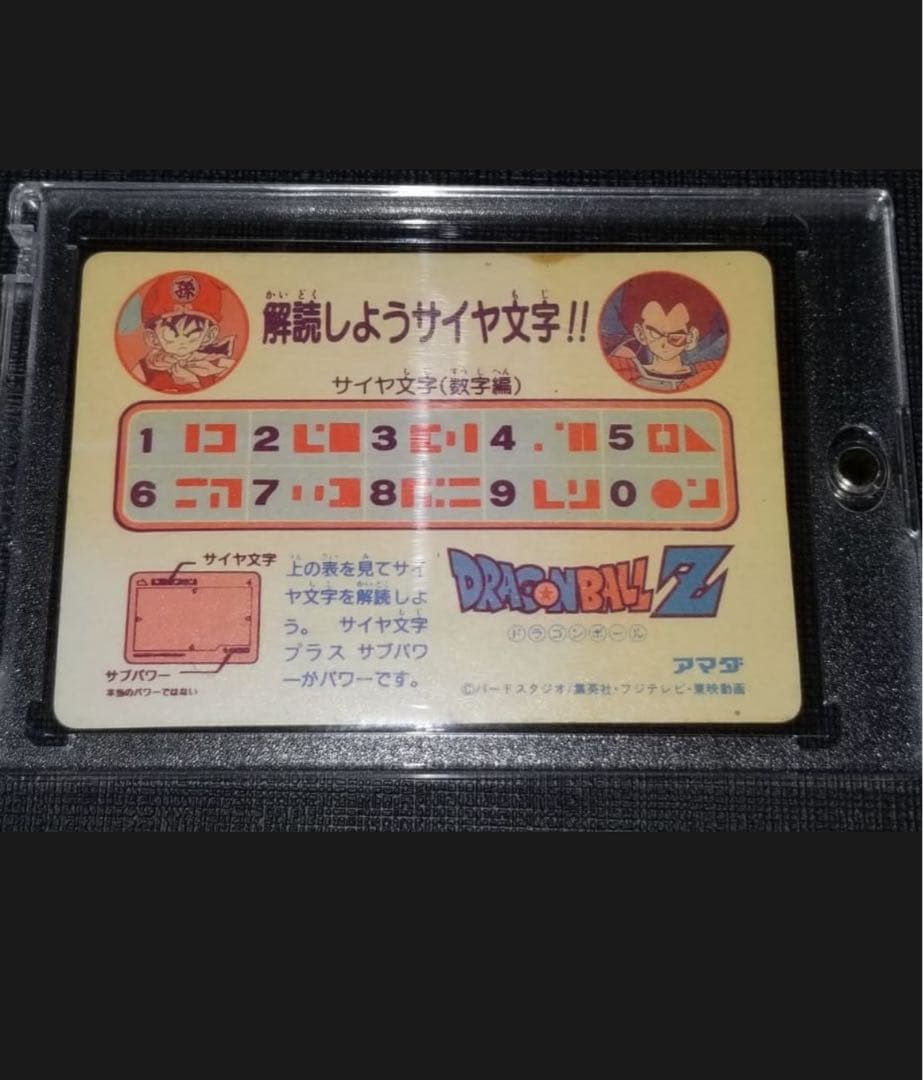 孫
かいどく もじ
解読しようサイヤ文字!!
サイヤ文字(数字編)
1 2 3 4 5
6 7 8 9 0
サイヤ文字
サブパワー
本当のパワーではない
上の表を見てサイ
ヤ文字を解読しよ
う。 サイヤ文字
プラス サブパワ
ーがパワーです。
DRAGONBALL Z
ドラゴンボール
アマダ
©バードスタジオ/集英社・フジテレビ・東映動画